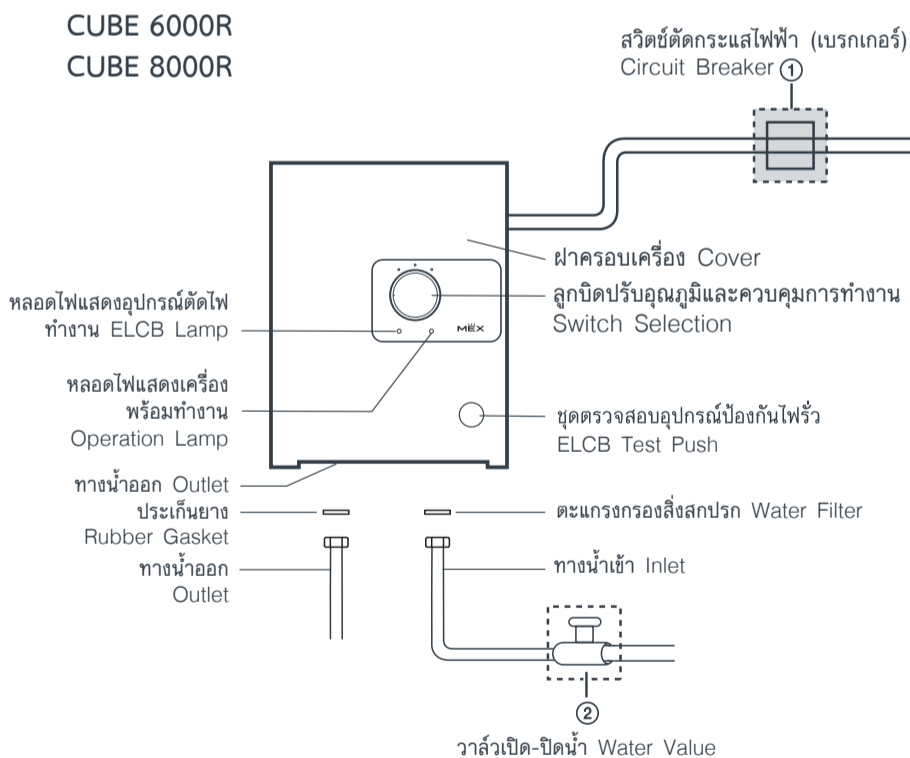 CUBE 6000R
CUBE 8000R
สวิตช์ตัดกระแสไฟฟ้า (เบรกเกอร์)
Circuit Breaker ①
ฝาครอบเครื่อง Cover
ลูกบิดปรับอุณภูมิและควบคุมการทำงาน
Switch Selection
หลอดไฟแสดงอุปกรณ์ตัดไฟ
ทำงาน ELCB Lamp
MËX
หลอดไฟแสดงเครื่อง
พร้อมทำงาน
Operation Lamp
ชุดตรวจสอบอุปกรณ์ป้องกันไฟรั่ว
ELCB Test Push
ทางน้ำออก Outlet
ประเก็นยาง
Rubber Gasket
ตะแกรงกรองสิ่งสกปรก Water Filter
ทางน้ำออก
Outlet
ทางน้ำเข้า Inlet
②
วาล์วเปิด-ปิดน้ำ Water Value